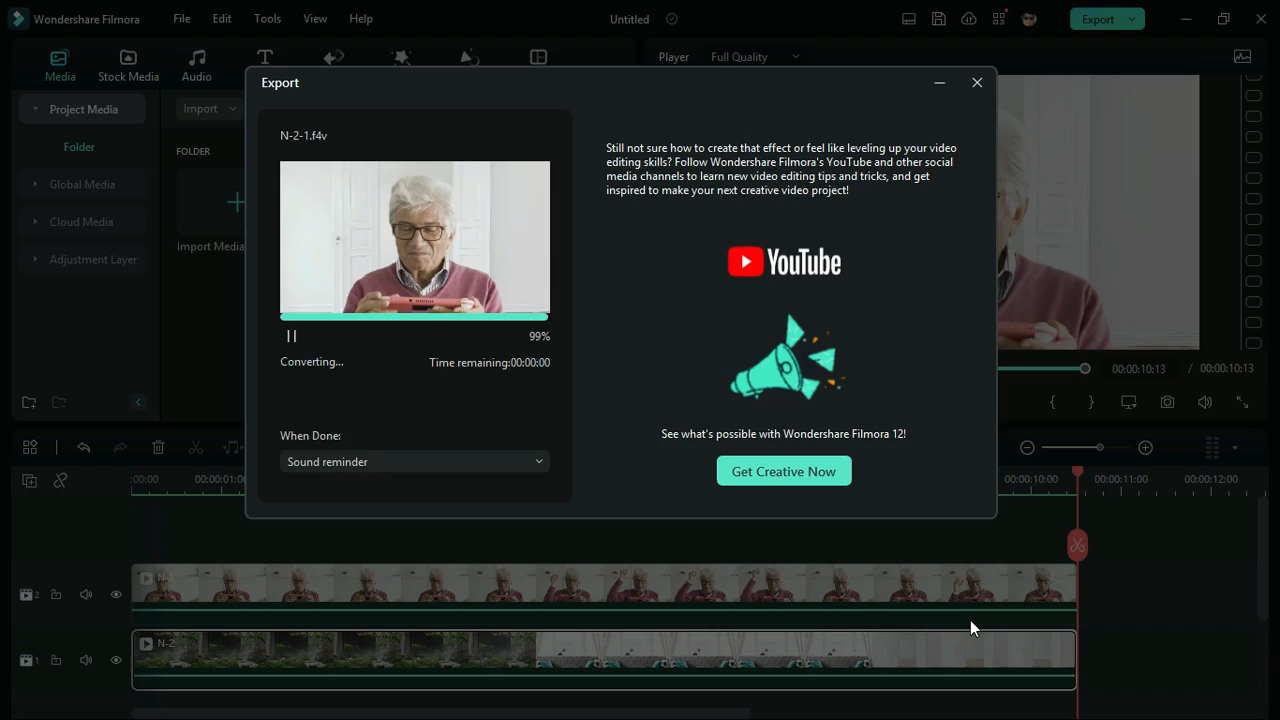 Wondershare Filmora
File
Edit
Tools
View
Help
Untitled
Export
Media
Stock Media
Audio
Player
Full Quality
Project Media
Folder
Global Media
Cloud Media
Adjustment Layer
Import
FOLDER
Import Media
Export
N-2-1.f4v
99%
Converting...
Time remaining:00:00:00
When Done:
Sound reminder
Still not sure how to create that effect or feel like leveling up your video
editing skills? Follow Wondershare Filmora's YouTube and other social
media channels to learn new video editing tips and tricks, and get
inspired to make your next creative video project!
YouTube
See what's possible with Wondershare Filmora 12!
Get Creative Now
00:00:10:13 / 00:00:10:13
:00:00
00:00:01:00
00:00:10:00
00:00:11:00
00:00:12:00
2
1
N-2